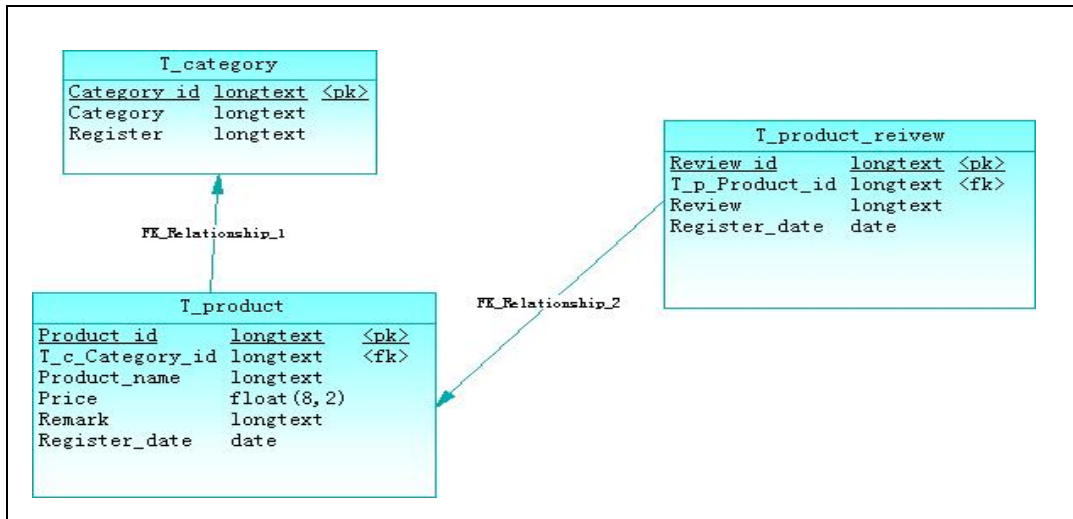 T_category
Category_id longtext <pk>
Category longtext
Register longtext
FK_Relationship_1
T_product
Product_id longtext <pk>
T_c_Category_id longtext <fk>
Product_name longtext
Price float(8,2)
Remark longtext
Register_date date
FK_Relationship_2
T_product_reivew
Review_id longtext <pk>
T_p_Product_id longtext <fk>
Review longtext
Register_date date